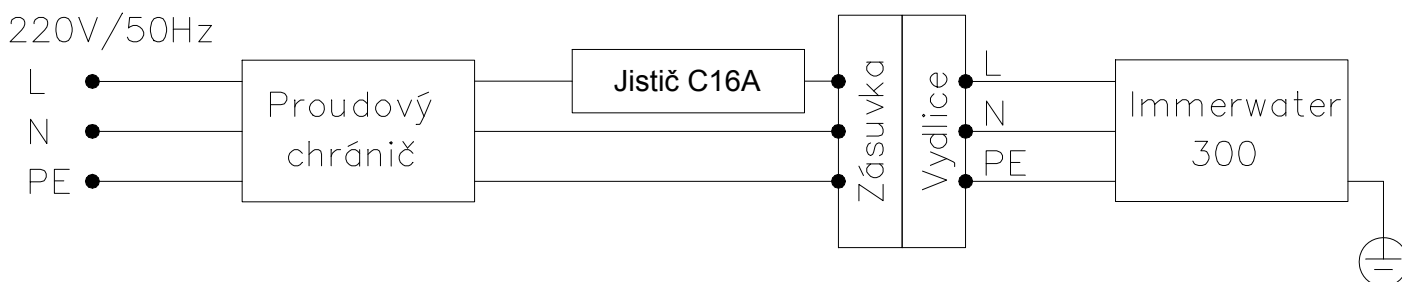 220V/50Hz
L
N
PE
Proudový
chránič
Jistič C16A
Zásuvka
Vydlice
L
N
PE
Immerwater
300